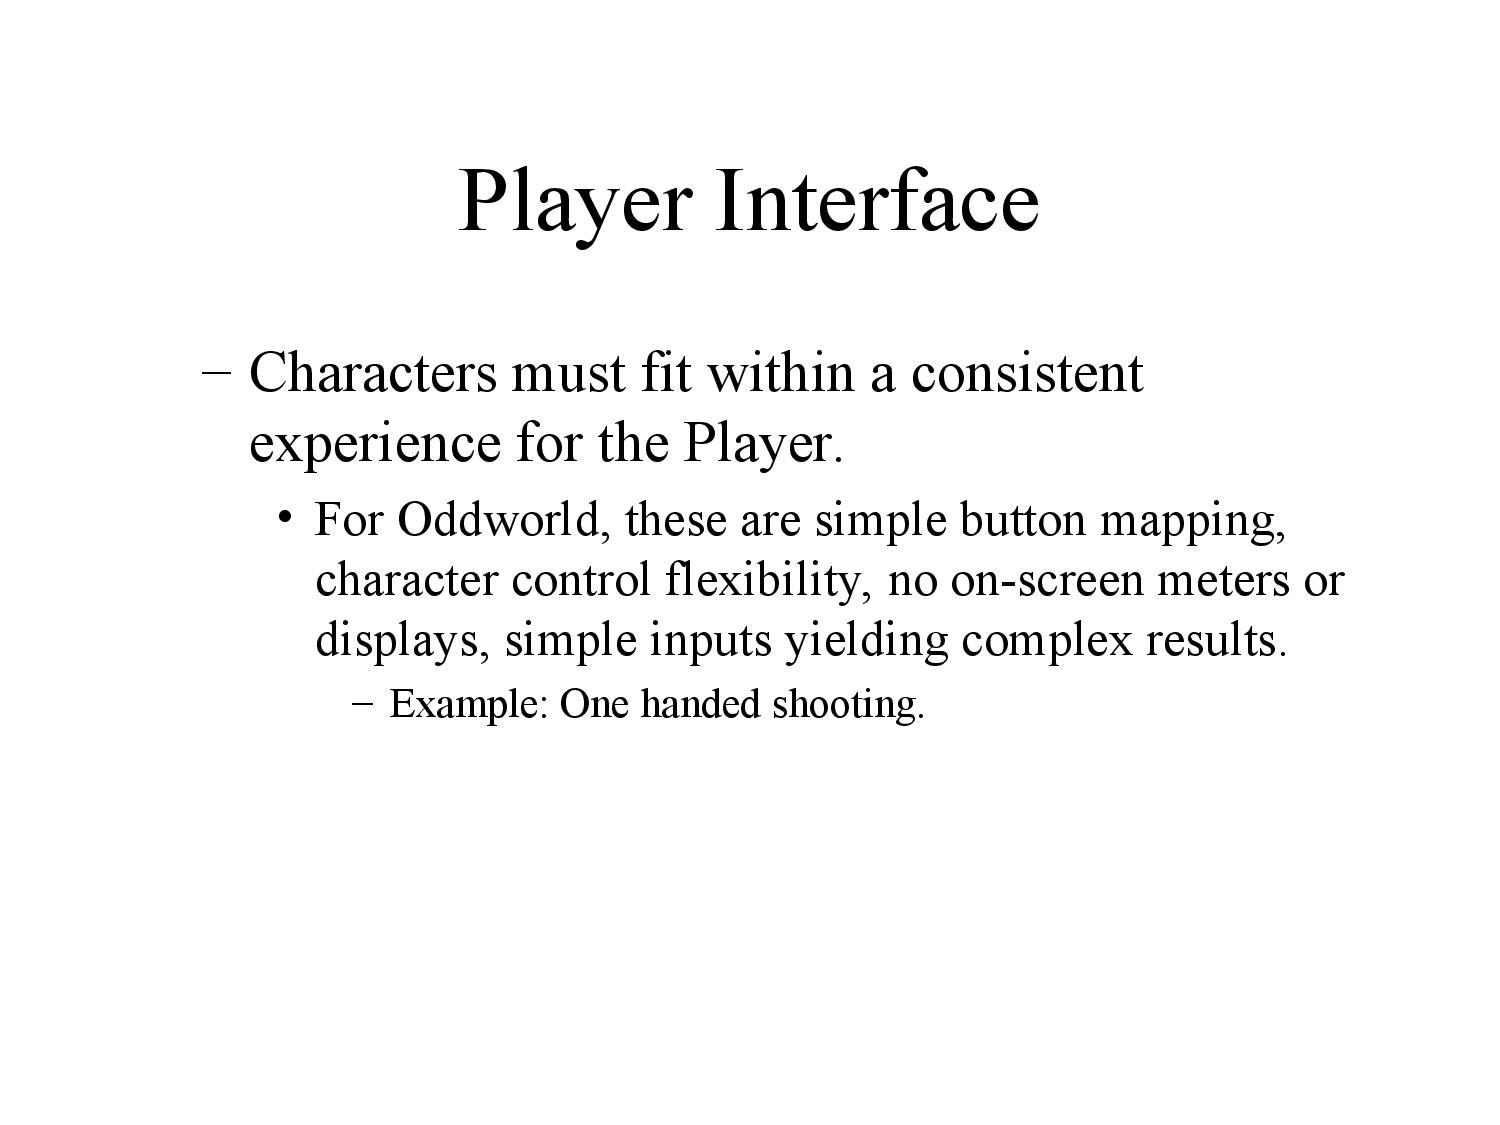 Player Interface
– Characters must fit within a consistent
experience for the Player.
• For Oddworld, these are simple button mapping,
character control flexibility, no on-screen meters or
displays, simple inputs yielding complex results.
– Example: One handed shooting.